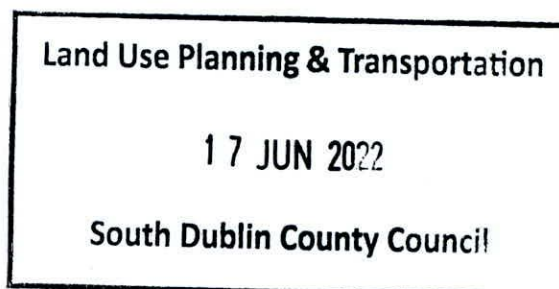 Land Use Planning & Transportation
17 JUN 2022
South Dublin County Council